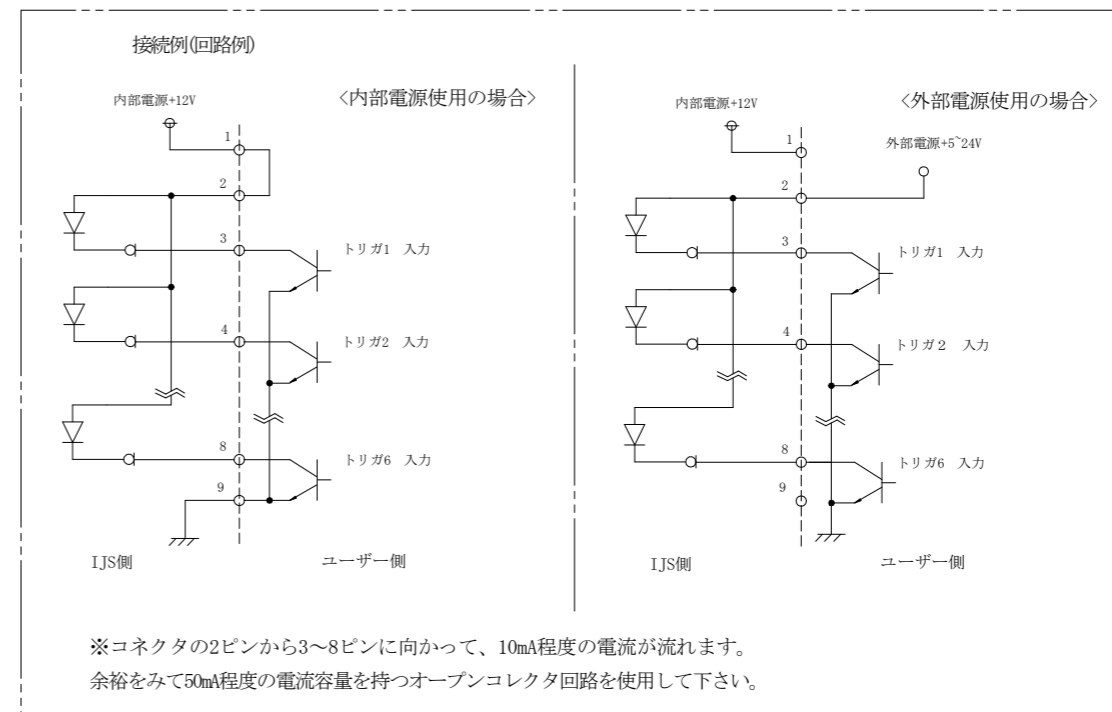 接続例(回路例)
<内部電源使用の場合>
内部電源+12V
1
2
3
トリガ1 入力
4
トリガ2 入力
8
トリガ6 入力
9
IJS側
ユーザー側
<外部電源使用の場合>
内部電源+12V
外部電源+5~24V
1
2
3
トリガ1 入力
4
トリガ２ 入力
8
トリガ6 入力
9
IJS側
ユーザー側
※コネクタの2ピンから3～8ピンに向かって、10mA程度の電流が流れます。
余裕をみて50mA程度の電流容量を持つオープンコレクタ回路を使用して下さい。